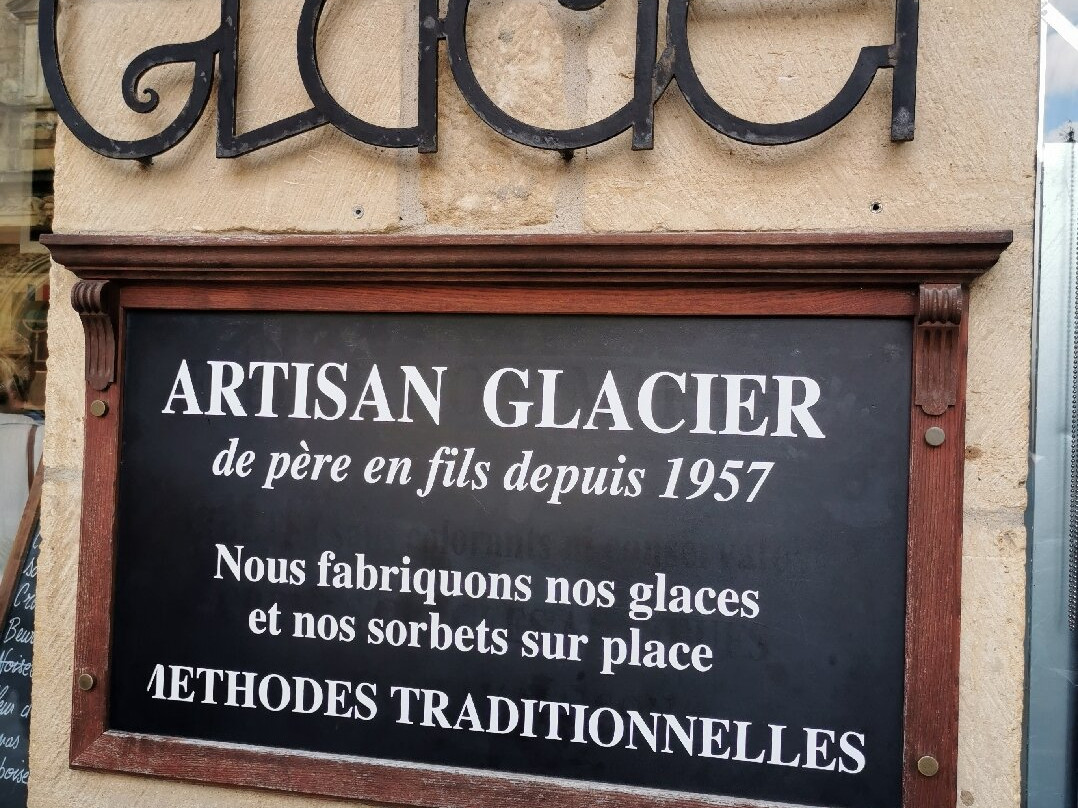 Glacier
ARTISAN GLACIER
de père en fils depuis 1957
Nous fabriquons nos glaces
et nos sorbets sur place
METHODES TRADITIONNELLES